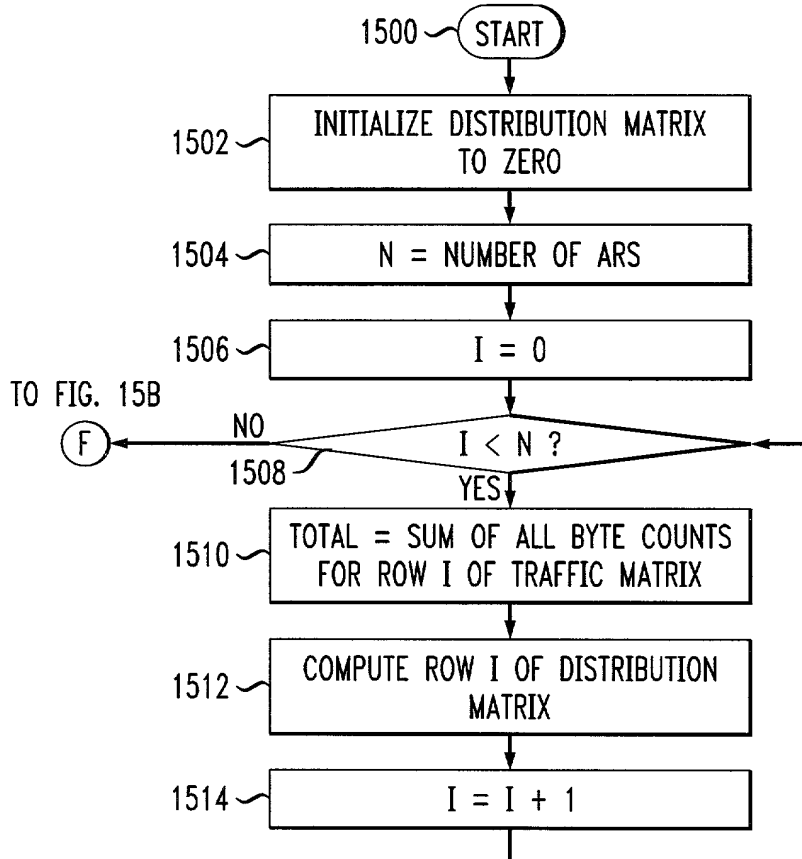 1500
START
1502
INITIALIZE DISTRIBUTION MATRIX
TO ZERO
1504
N = NUMBER OF ARS
1506
I = 0
TO FIG. 15B
F
NO
I < N ?
1508
YES
1510
TOTAL = SUM OF ALL BYTE COUNTS
FOR ROW I OF TRAFFIC MATRIX
1512
COMPUTE ROW I OF DISTRIBUTION
MATRIX
1514
I = I + 1